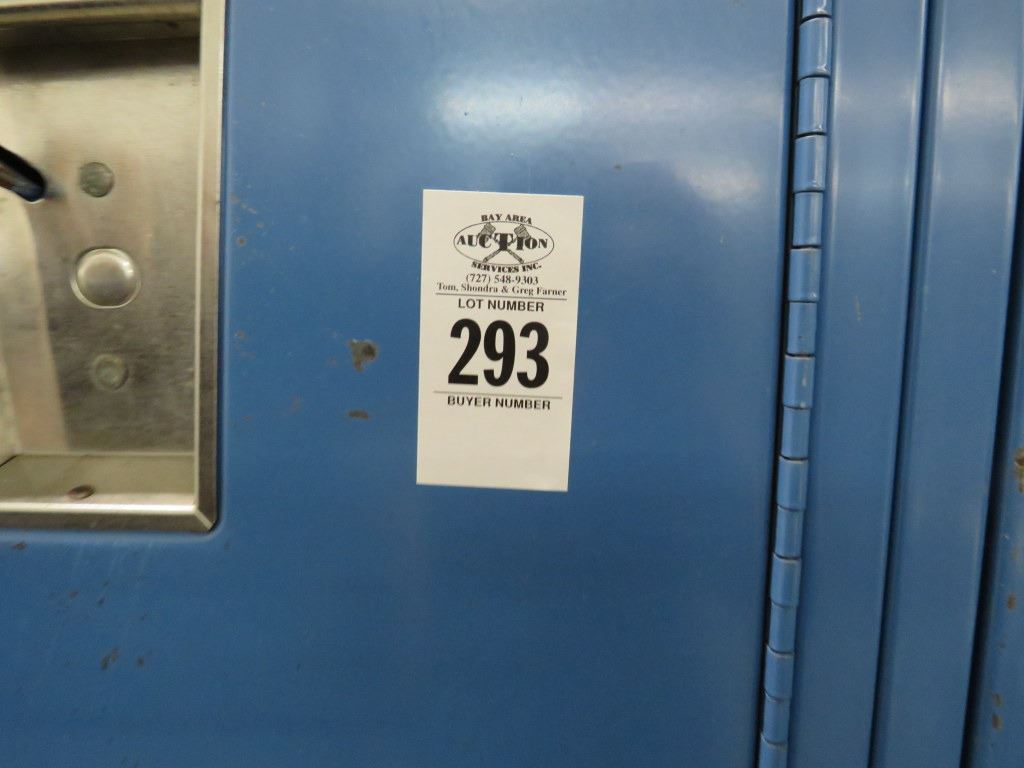 BAY AREA
AUCTION
SERVICES INC.
(727) 548-9303
Tom, Shondra & Greg Farner
LOT NUMBER
293
BUYER NUMBER